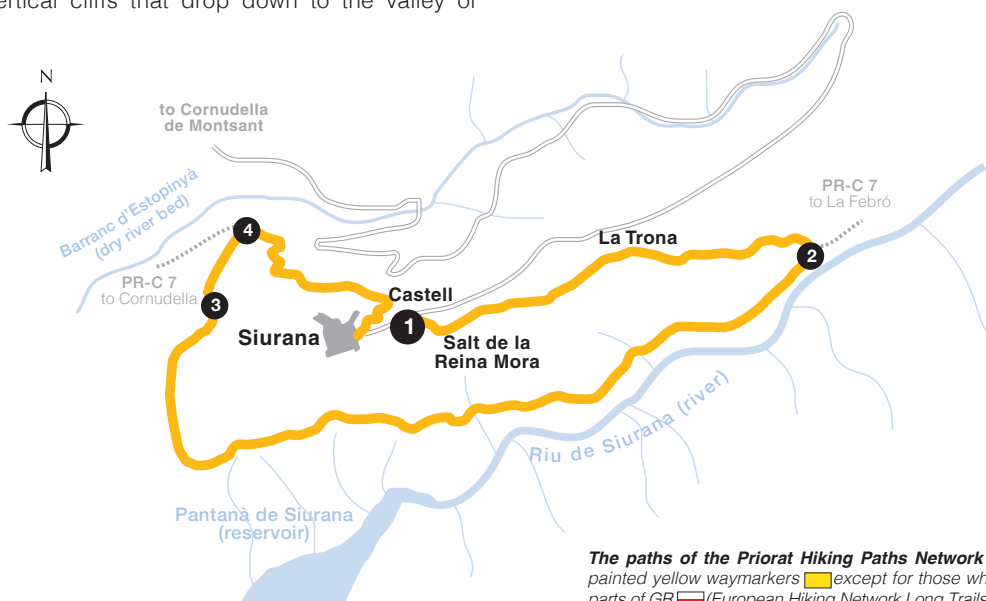 vertical cliffs that drop down to the valley of
N
to Cornudella
de Montsant
Barranc d'Estopinyà
(dry river bed)
PR-C 7
to La Febró
4
La Trona
2
PR-C 7
to Cornudella
3
Castell
1
Siurana
Salt de la
Reina Mora
Riu de Siurana (river)
Pantanà de Siurana
(reservoir)
The paths of the Priorat Hiking Paths Network
painted yellow waymarkers except for those wh
parts of GR (European Hiking Network Long Trails